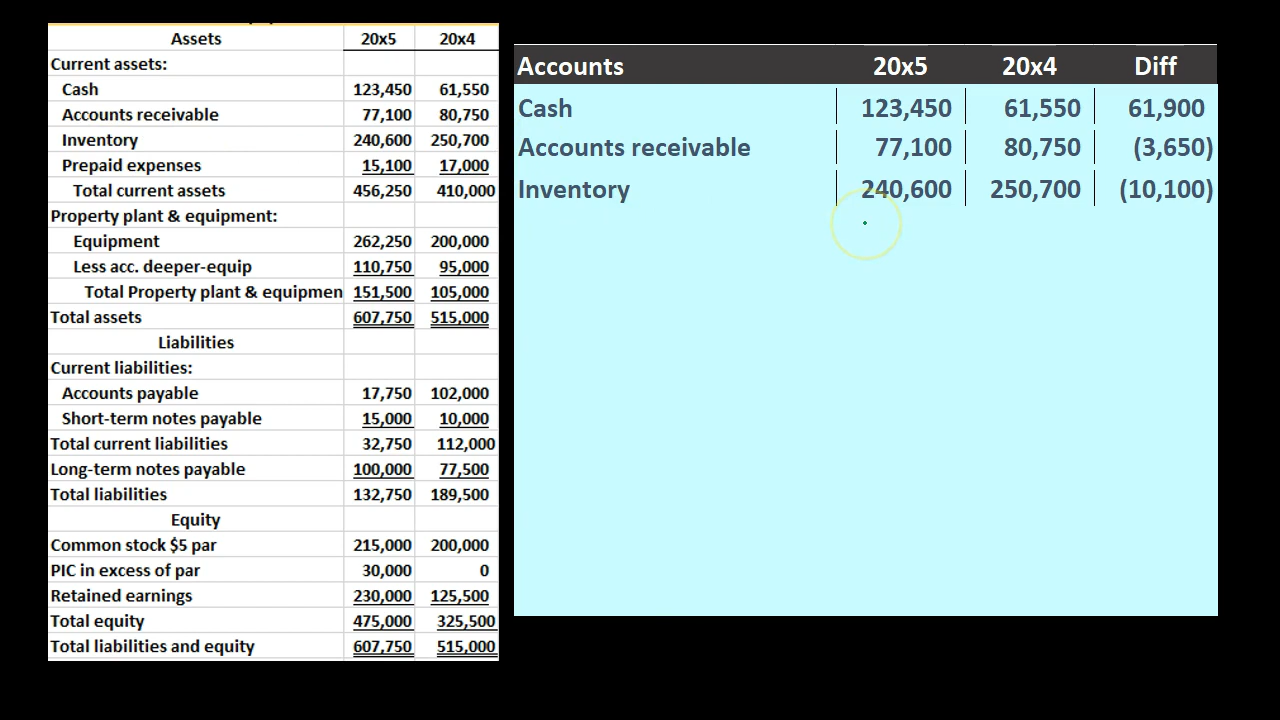 Assets 20x5 20x4
Current assets:
Cash 123,450 61,550
Accounts receivable 77,100 80,750
Inventory 240,600 250,700
Prepaid expenses 15,100 17,000
Total current assets 456,250 410,000
Property plant & equipment:
Equipment 262,250 200,000
Less acc. deeper-equip 110,750 95,000
Total Property plant & equipmen 151,500 105,000
Total assets 607,750 515,000
Liabilities
Current liabilities:
Accounts payable 17,750 102,000
Short-term notes payable 15,000 10,000
Total current liabilities 32,750 112,000
Long-term notes payable 100,000 77,500
Total liabilities 132,750 189,500
Equity
Common stock $5 par 215,000 200,000
PIC in excess of par 30,000 0
Retained earnings 230,000 125,500
Total equity 475,000 325,500
Total liabilities and equity 607,750 515,000
Accounts 20x5 20x4 Diff
Cash 123,450 61,550 61,900
Accounts receivable 77,100 80,750 (3,650)
Inventory 240,600 250,700 (10,100)